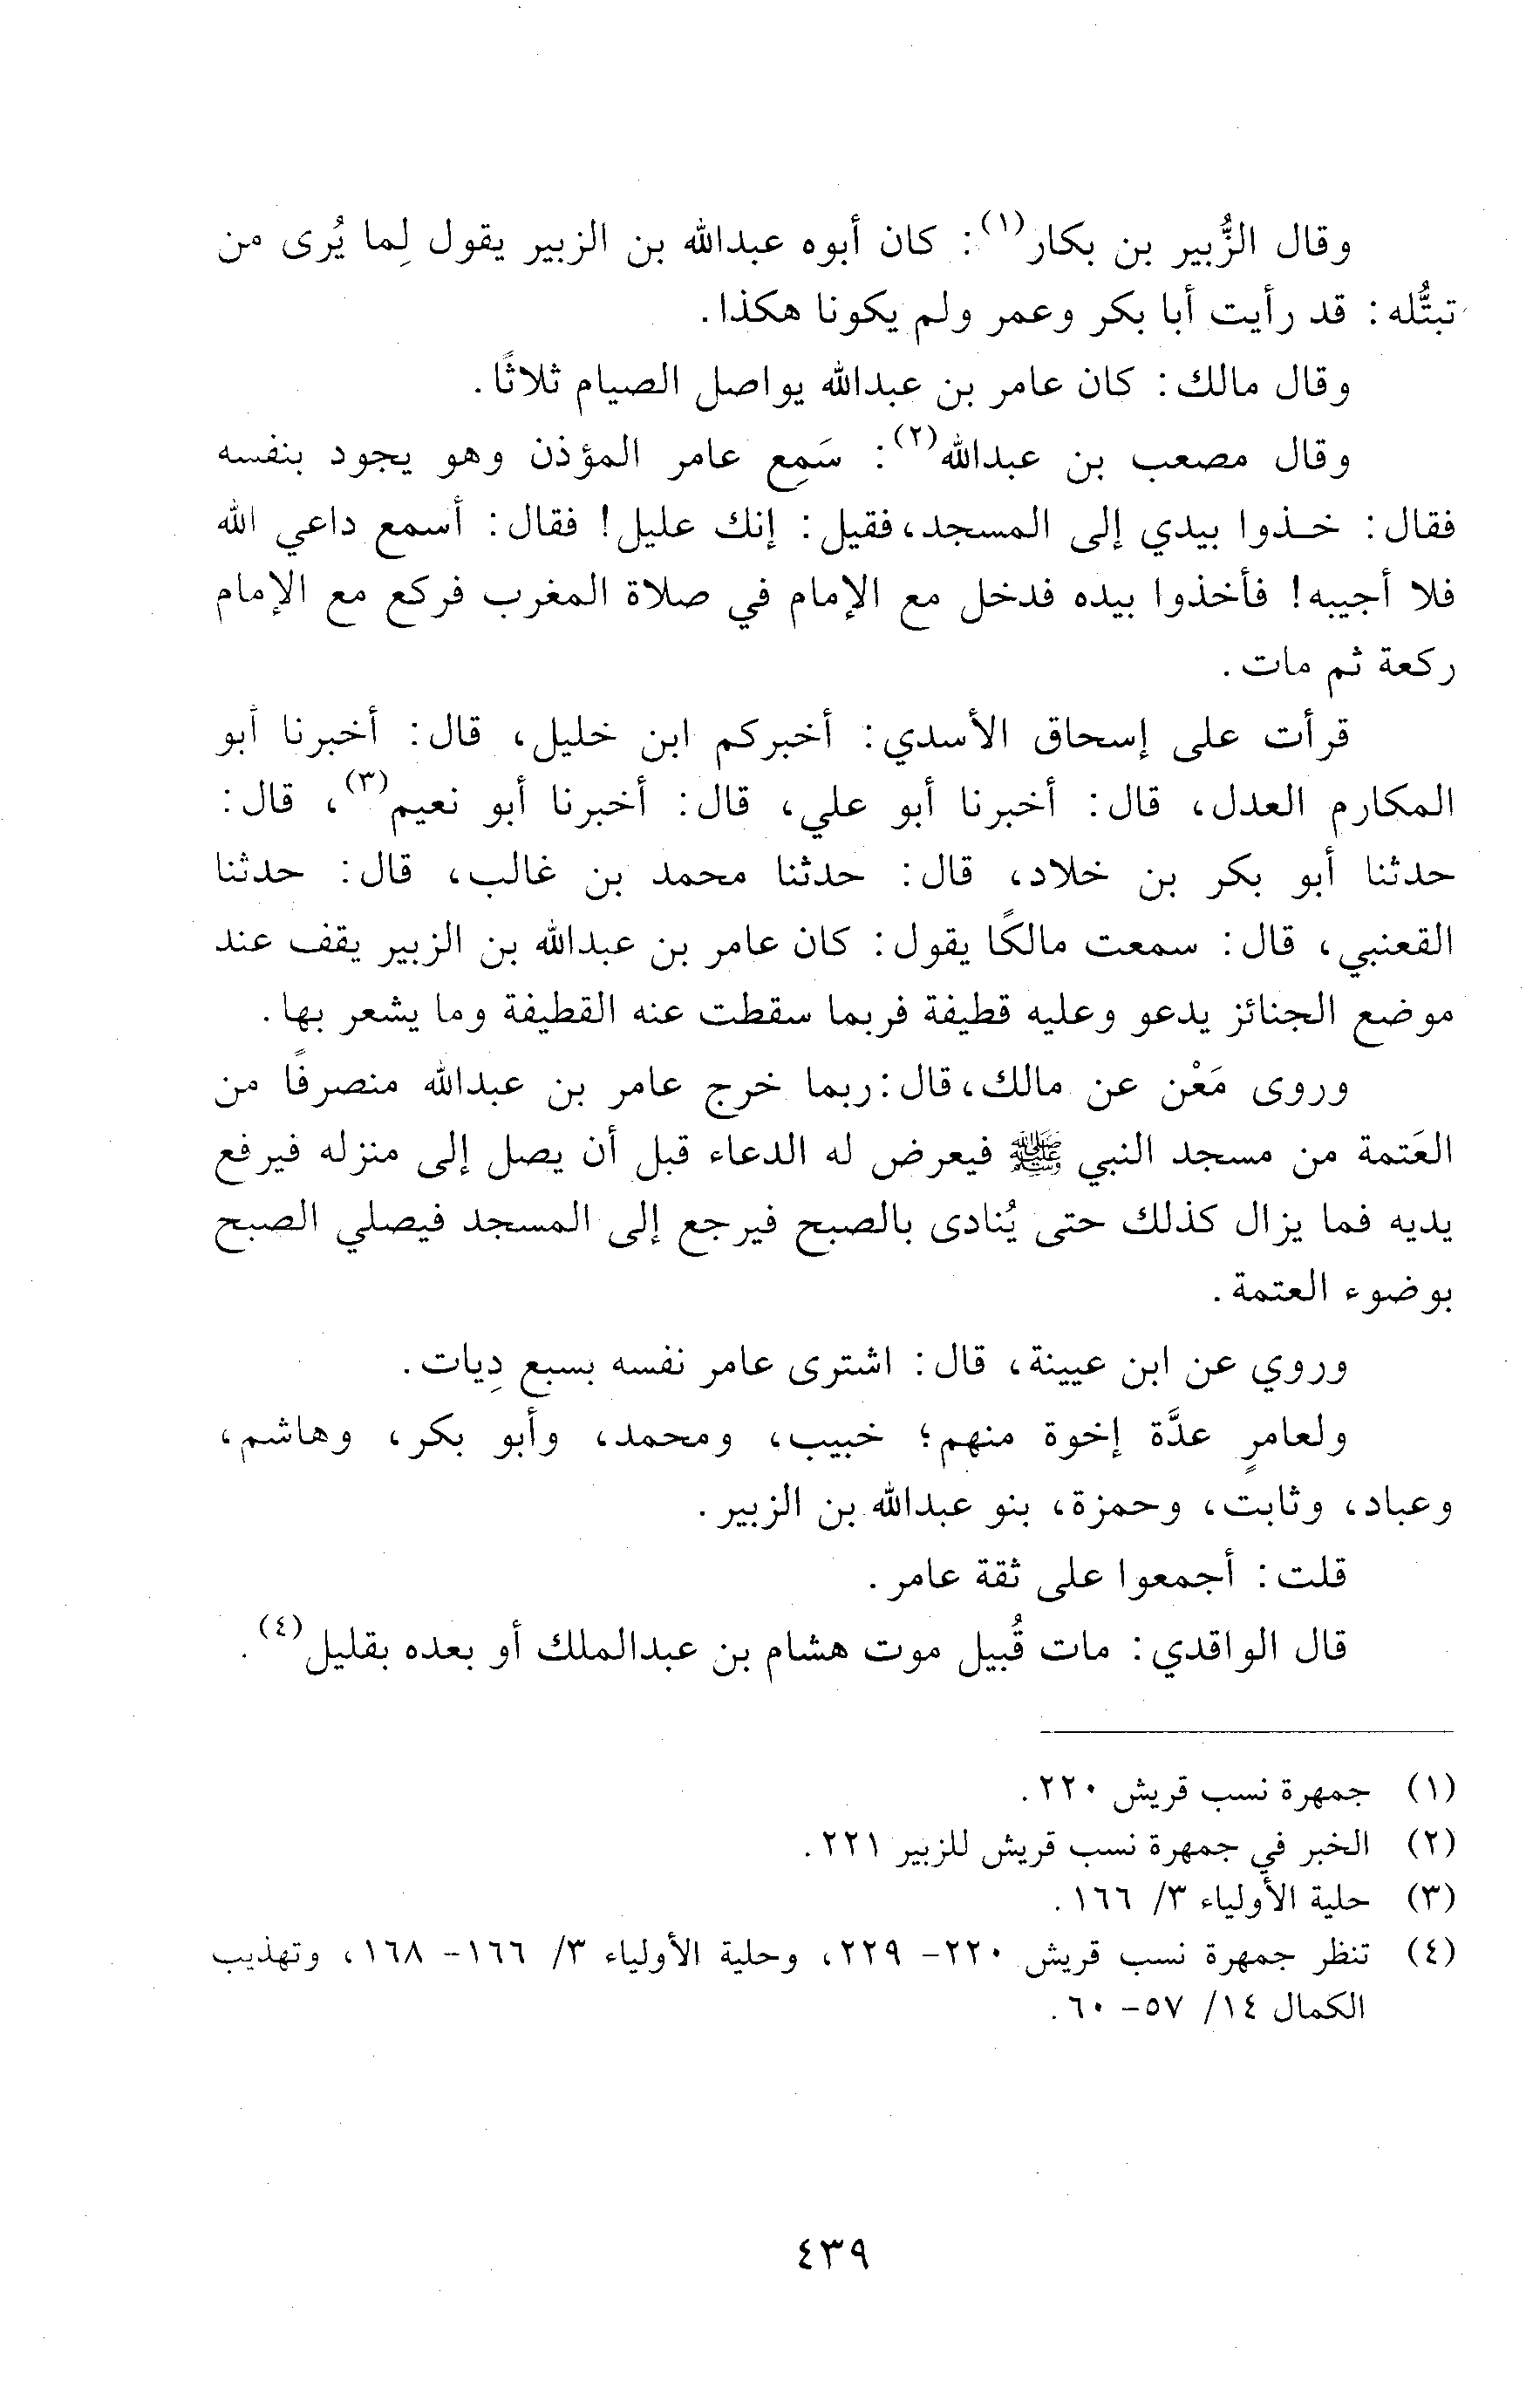 وقال الزُّبير بن بكار(١): كان أبوه عبدالله بن الزبير يقول لِما يُرى من
تبتُّله: قد رأيت أبا بكر وعمر ولم يكونا هكذا.
وقال مالك: كان عامر بن عبدالله يواصل الصيام ثلاثًا.
وقال مصعب بن عبدالله(٢): سَمِع عامر المؤذن وهو يجود بنفسه
فقال: خـذوا بيدي إلى المسجد، فقيل: إنك عليل! فقال: أسمع داعي الله
فلا أجيبه! فأخذوا بيده فدخل مع الإمام في صلاة المغرب فركع مع الإمام
ركعة ثم مات.
قرأت على إسحاق الأسدي: أخبركم ابن خليل، قال: أخبرنا أبو
المكارم العدل، قال: أخبرنا أبو علي، قال: أخبرنا أبو نعيم(٣)، قال:
حدثنا أبو بكر بن خلاد، قال: حدثنا محمد بن غالب، قال: حدثنا
القعنبي، قال: سمعت مالكًا يقول: كان عامر بن عبدالله بن الزبير يقف عند
موضع الجنائز يدعو وعليه قطيفة فربما سقطت عنه القطيفة وما يشعر بها.
وروى مَعْن عن مالك، قال: ربما خرج عامر بن عبدالله منصرفًا من
العَتمة من مسجد النبي ﷺ فيعرض له الدعاء قبل أن يصل إلى منزله فيرفع
يديه فما يزال كذلك حتى يُنادى بالصبح فيرجع إلى المسجد فيصلي الصبح
بوضوء العتمة.
وروي عن ابن عيينة، قال: اشترى عامر نفسه بسبع دِيات.
ولعامرٍ عدَّة إخوة منهم؛ خبيب، ومحمد، وأبو بكر، وهاشم،
وعباد، وثابت، وحمزة، بنو عبدالله بن الزبير.
قلت: أجمعوا على ثقة عامر.
قال الواقدي: مات قُبيل موت هشام بن عبدالملك أو بعده بقليل(٤).
(١) جمهرة نسب قريش ٢٢٠.
(٢) الخبر في جمهرة نسب قريش للزبير ٢٢١.
(٣) حلية الأولياء ٣/ ١٦٦.
(٤) تنظر جمهرة نسب قريش ٢٢٠- ٢٢٩، وحلية الأولياء ٣/ ١٦٦- ١٦٨، وتهذيب
الكمال ١٤/ ٥٧- ٦٠.
٤٣٩